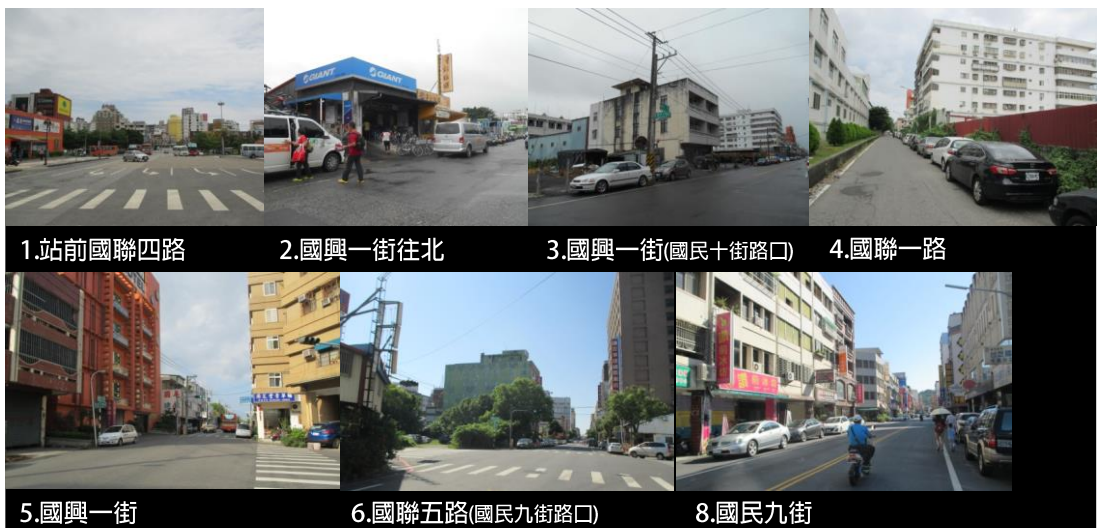 GIANT
GIANT
1.站前國聯四路
2.國興一街往北
3.國興一街(國民十街路口)
4.國聯一路
5.國興一街
6.國聯五路(國民九街路口)
8.國民九街